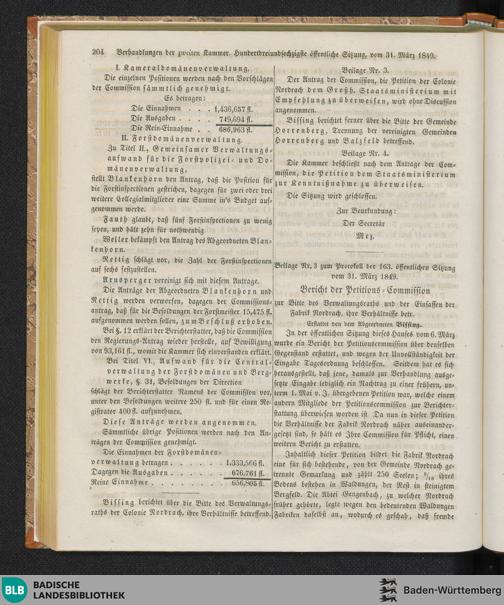 204 Verhandlungen der zweiten Kammer. Hundertdreiundsechzigste öffentliche Sitzung, vom 31. März 1849.
I. Kameraldomänenverwaltung.
Die einzelnen Positionen werden nach den Vorschlägen
der Commission sämmtlich genehmigt.
Es betragen:
Die Einnahmen . . . . 1,436,657 fl.
Die Ausgaben . . . . . 749,694 fl.
Die Rein-Einnahme . . 686,963 fl.
II. Forstdomänenverwaltung.
Zu Titel II., Gemeinsamer Verwaltungs-
aufwand für die Forstpolizei- und Do-
mänenverwaltung,
stellt Blankenhorn den Antrag, daß die Position für
die Forstinspectionen gestrichen, dagegen für zwei oder drei
weitere Collegialmitglieder eine Summe in's Budget auf-
genommen werde.
Fauth glaubt, daß fünf Forstinspectionen zu wenig
seyen, und hält zehn für nothwendig.
Weller bekämpft den Antrag des Abgeordneten Blan-
kenhorn.
Rettig schlägt vor, die Zahl der Forstinspectionen
auf sechs festzustellen.
Arnsperger vereinigt sich mit diesem Antrage.
Die Anträge der Abgeordneten Blankenhorn und
Rettig werden verworfen, dagegen der Commissions-
antrag, daß für die Besoldungen der Forstmeister 15,475 fl.
aufgenommen werden sollen, zum Beschluß erhoben.
Bei §. 12 erklärt der Berichterstatter, daß die Commission
den Regierungs-Antrag wieder herstelle, auf Bewilligung
von 93,161 fl., womit die Kammer sich einverstanden erklärt.
Bei Titel VI., Aufwand für die Central-
verwaltung der Forstdomänen und Berg-
werke, §. 31, Besoldungen der Direction
schlägt der Berichterstatter Namens der Commission vor,
unter den Besoldungen weitere 250 fl. und für einen Re-
gistrator 400 fl. aufzunehmen.
Diese Anträge werden angenommen.
Sämmtliche übrige Positionen werden nach den An-
trägen der Commission genehmigt.
Die Einnahmen der Forstdomänen-
verwaltung betragen . . . . . . . 1,333,566 fl.
Dagegen die Ausgaben . . . . . . . 676,761 fl.
Reine Einnahme . . . . . . . . 656,805 fl.
Bissing berichtet über die Bitte des Verwaltungs-
raths der Colonie Nordrach, ihre Verhältnisse betreffend.
Beilage Nr. 3.
Der Antrag der Commission, die Petition der Colonie
Nordrach dem Großh. Staatsministerium mit
Empfehlung zu überweisen, wird ohne Discussion
angenommen.
Bissing berichtet ferner über die Bitte der Gemeinde
Horrenberg, Trennung der vereinigten Gemeinden
Horrenberg und Balzfeld betreffend.
Beilage Nr. 4.
Die Kammer beschließt nach dem Antrage der Com-
mission, die Petition dem Staatsministerium
zur Kenntnißnahme zu überweisen.
Die Sitzung wird geschlossen.
Zur Beurkundung:
Der Secretär
Mez.
Beilage Nr. 3 zum Protokoll der 163. öffentlichen Sitzung
vom 31. März 1849.
Bericht der Petitions-Commission
zur Bitte des Verwaltungsraths und der Einsassen der
Fabrik Nordrach, ihre Verhältnisse betr.
Erstattet von dem Abgeordneten Bissing.
In der öffentlichen Sitzung dieses Hauses vom 6. März
wurde ein Bericht der Petitionscommission über denselben
Gegenstand erstattet, und wegen der Unvollständigkeit der
Eingabe Tagesordnung beschlossen. Seitdem hat es sich
herausgestellt, daß jene, damals zur Verhandlung ausge-
setzte Eingabe lediglich ein Nachtrag zu einer frühern, un-
term 1. Mai v. J. übergebenen Petition war, welche einem
andern Mitgliede der Petitionscommission zur Berichter-
stattung überwiesen worden ist. Da nun in dieser Petition
die Verhältnisse der Fabrik Nordrach näher auseinander-
gesetzt sind, so hält es Ihre Commission für Pflicht, einen
weitern Bericht zu erstatten.
Inhaltlich dieser Petition bildet die Fabrik Nordrach
eine für sich bestehende, von der Gemeinde Nordrach ge-
trennte Gemarkung und zählt 250 Seelen; ihres
Bodens bestehen in Waldungen, der Rest in steinigtem
Bergfeld. Die Abtei Gengenbach, zu welcher Nordrach
früher gehörte, legte wegen den bedeutenden Waldungen
Fabriken daselbst an, wodurch es geschah, daß fremde
BLB BADISCHE
LANDESBIBLIOTHEK
Baden-Württemberg